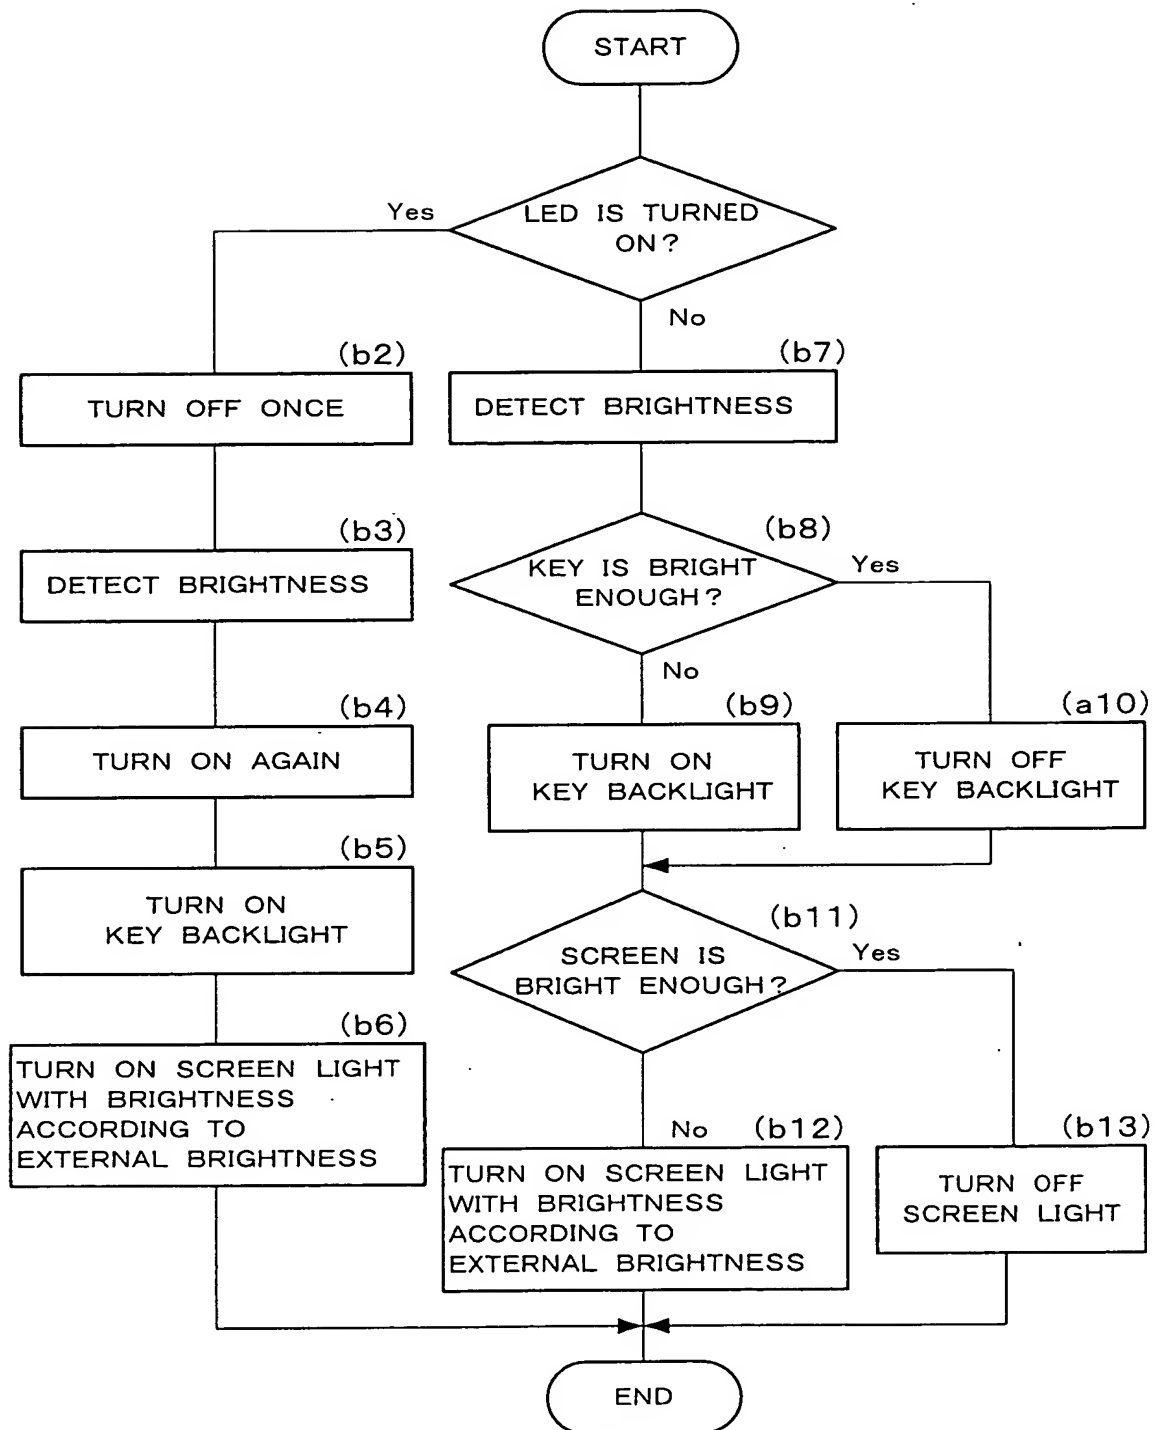 START
LED IS TURNED
ON?
Yes
No
(b2)
TURN OFF ONCE
(b7)
DETECT BRIGHTNESS
(b3)
DETECT BRIGHTNESS
(b8)
KEY IS BRIGHT
ENOUGH?
Yes
No
(b4)
TURN ON AGAIN
(b9)
TURN ON
KEY BACKLIGHT
(a10)
TURN OFF
KEY BACKLIGHT
(b5)
TURN ON
KEY BACKLIGHT
(b11)
SCREEN IS
BRIGHT ENOUGH?
Yes
No
(b6)
TURN ON SCREEN LIGHT
WITH BRIGHTNESS
ACCORDING TO
EXTERNAL BRIGHTNESS
(b12)
TURN ON SCREEN LIGHT
WITH BRIGHTNESS
ACCORDING TO
EXTERNAL BRIGHTNESS
(b13)
TURN OFF
SCREEN LIGHT
END